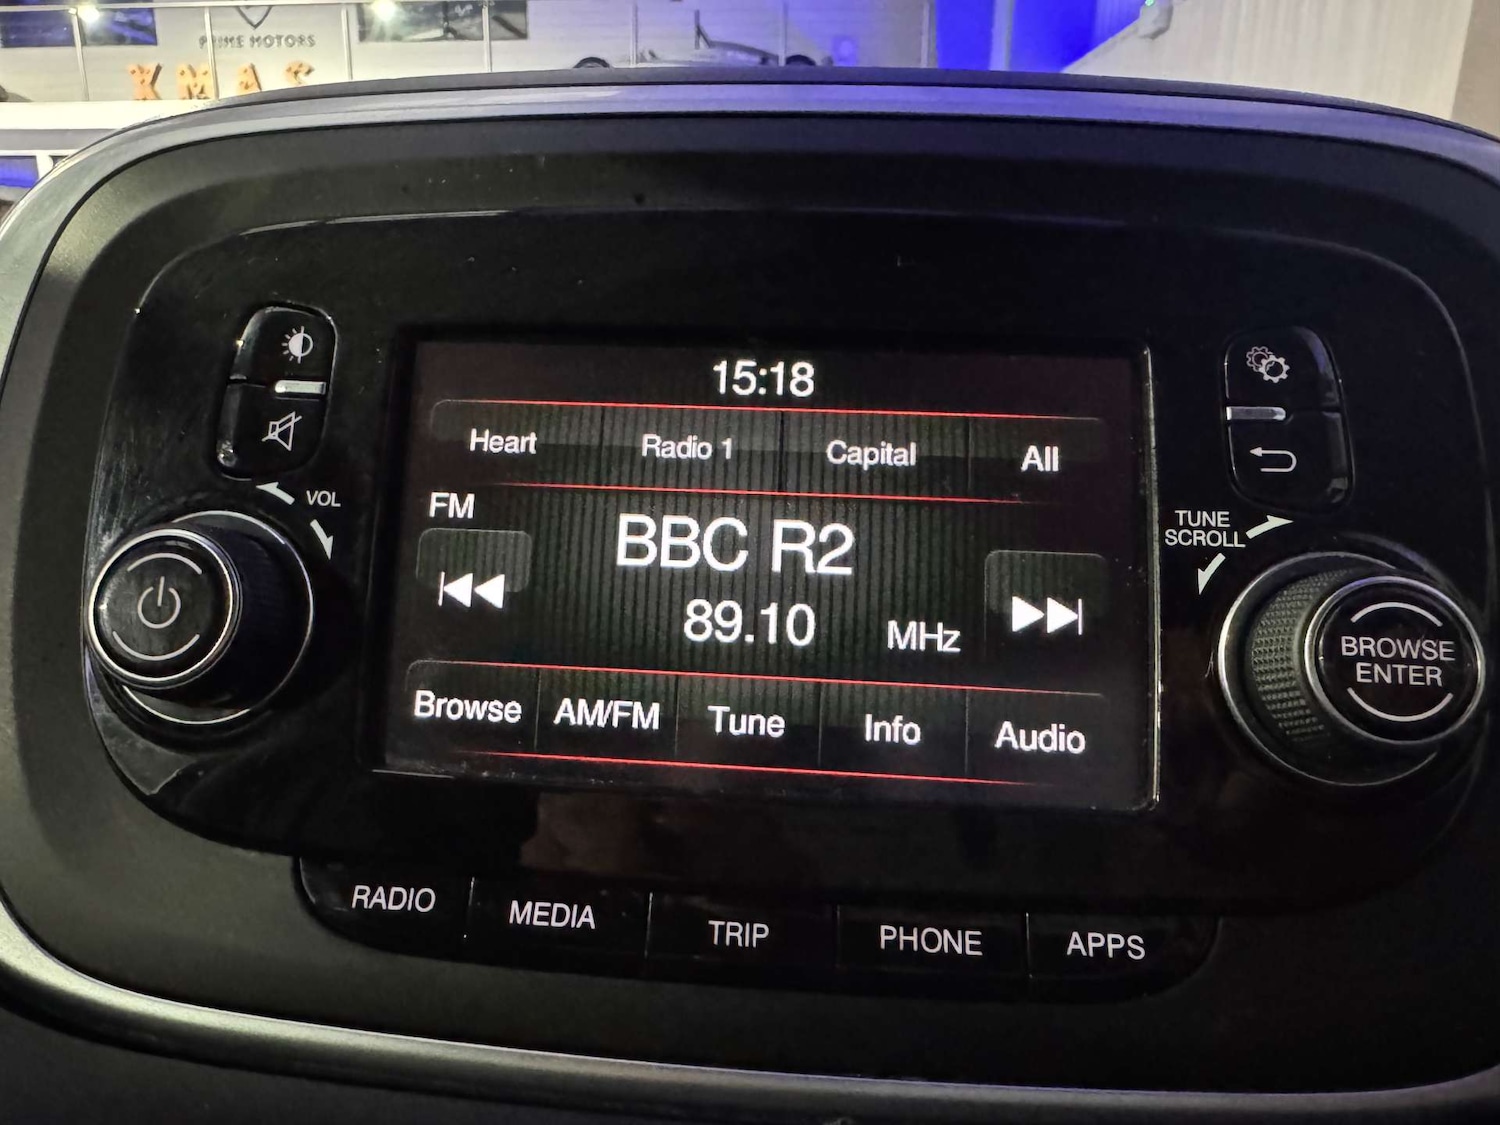 PRIME MOTORS
XMAS
15:18
Heart Radio 1 Capital All
FM
BBC R2
89.10 MHz
Browse AM/FM Tune Info Audio
VOL
TUNE
SCROLL
BROWSE
ENTER
RADIO MEDIA TRIP PHONE APPS